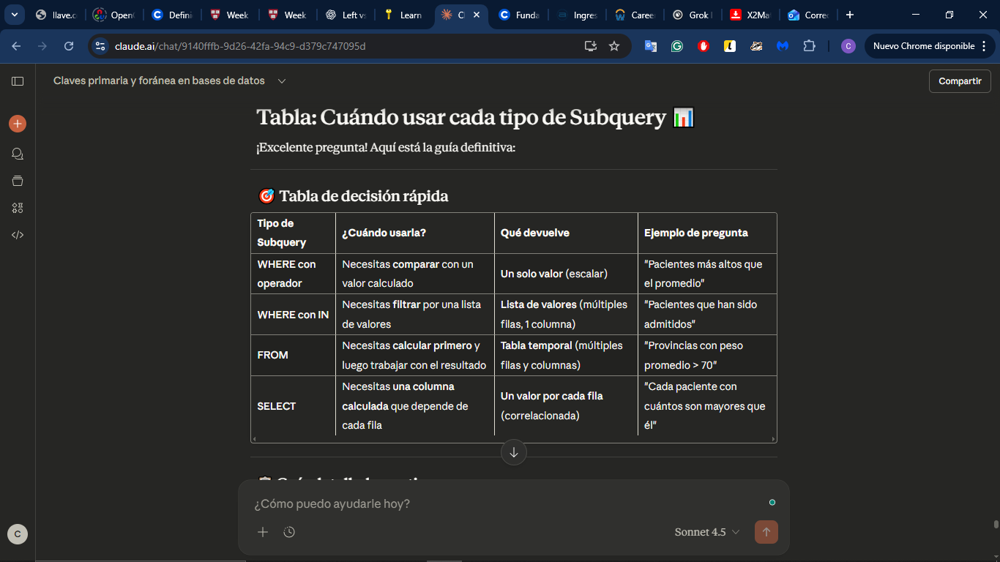 llave.c
Open
Defini
Week
Week
Left vs
Learn
Cl
Funda
Ingres
Caree
Grok
X2Mat
Correo
claude.ai/chat/9140fffb-9d26-42fa-94c9-d379c747095d
C
Nuevo Chrome disponible
Claves primaria y foránea en bases de datos
Compartir
Tabla: Cuándo usar cada tipo de Subquery 📊
¡Excelente pregunta! Aquí está la guía definitiva:
🎯 Tabla de decisión rápida
Tipo de
Subquery
¿Cuándo usarla?
Qué devuelve
Ejemplo de pregunta
WHERE con
operador
Necesitas comparar con un
valor calculado
Un solo valor (escalar)
"Pacientes más altos que
el promedio"
WHERE con IN
Necesitas filtrar por una lista
de valores
Lista de valores (múltiples
filas, 1 columna)
"Pacientes que han sido
admitidos"
FROM
Necesitas calcular primero y
luego trabajar con el resultado
Tabla temporal (múltiples
filas y columnas)
"Provincias con peso
promedio > 70"
SELECT
Necesitas una columna
calculada que depende de
cada fila
Un valor por cada fila
(correlacionada)
"Cada paciente con
cuántos son mayores que
él"
¿Cómo puedo ayudarle hoy?
Sonnet 4.5
C